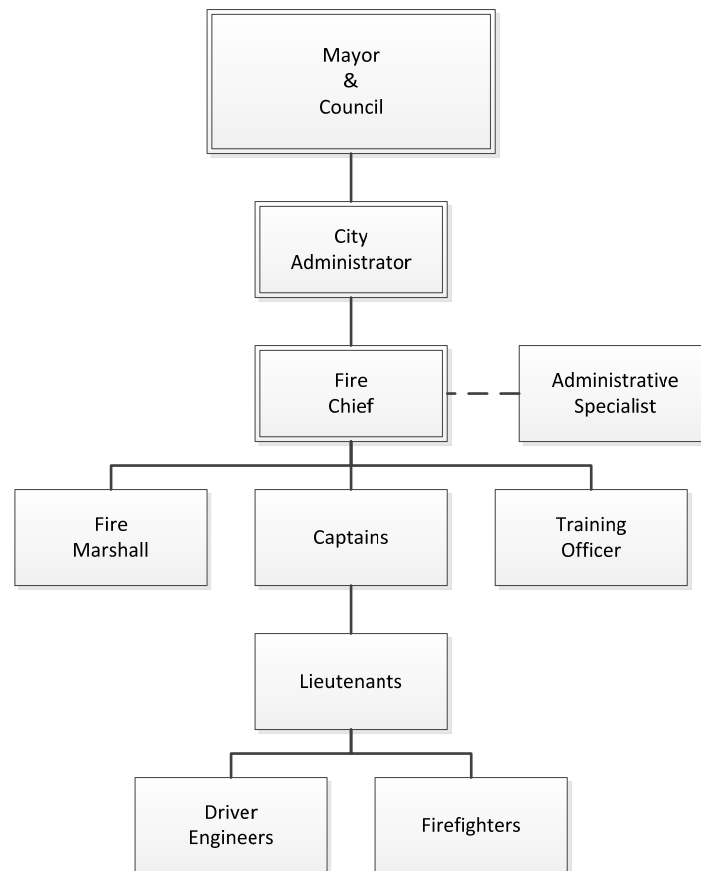 Mayor
&
Council
City
Administrator
Fire
Chief
Administrative
Specialist
Fire
Marshall
Captains
Training
Officer
Lieutenants
Driver
Engineers
Firefighters